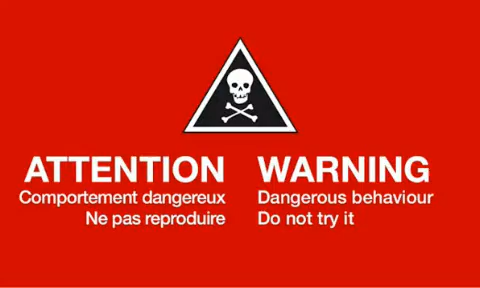 ATTENTION
Comportement dangereux
Ne pas reproduire
WARNING
Dangerous behaviour
Do not try it